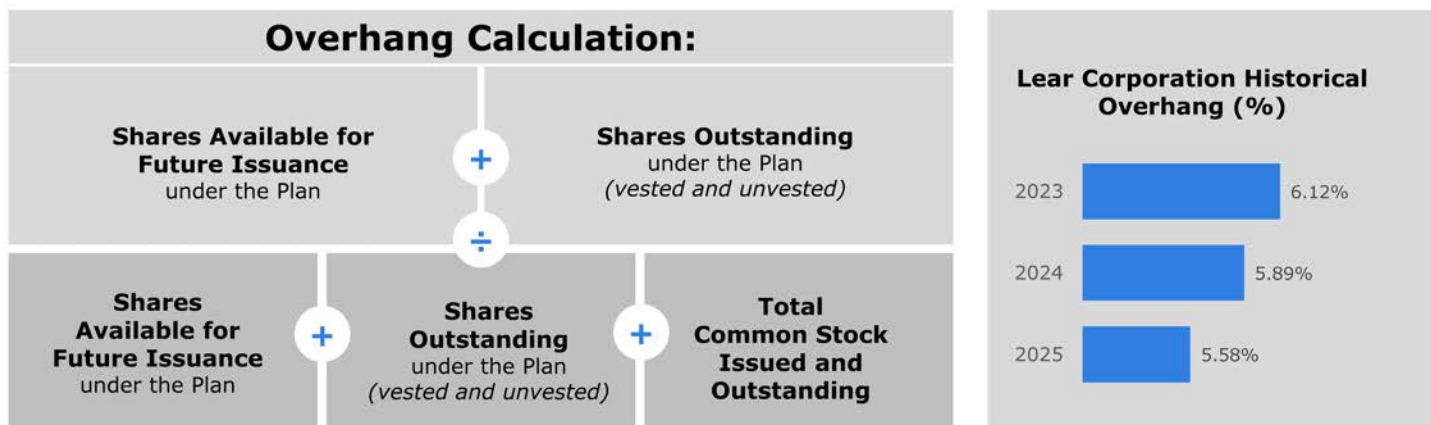 Overhang Calculation:
Shares Available for
Future Issuance
under the Plan
+
Shares Outstanding
under the Plan
(vested and unvested)
÷
Shares
Available for
Future Issuance
under the Plan
+
Shares
Outstanding
under the Plan
(vested and unvested)
+
Total
Common Stock
Issued and
Outstanding
Lear Corporation Historical
Overhang (%)
2023 6.12%
2024 5.89%
2025 5.58%